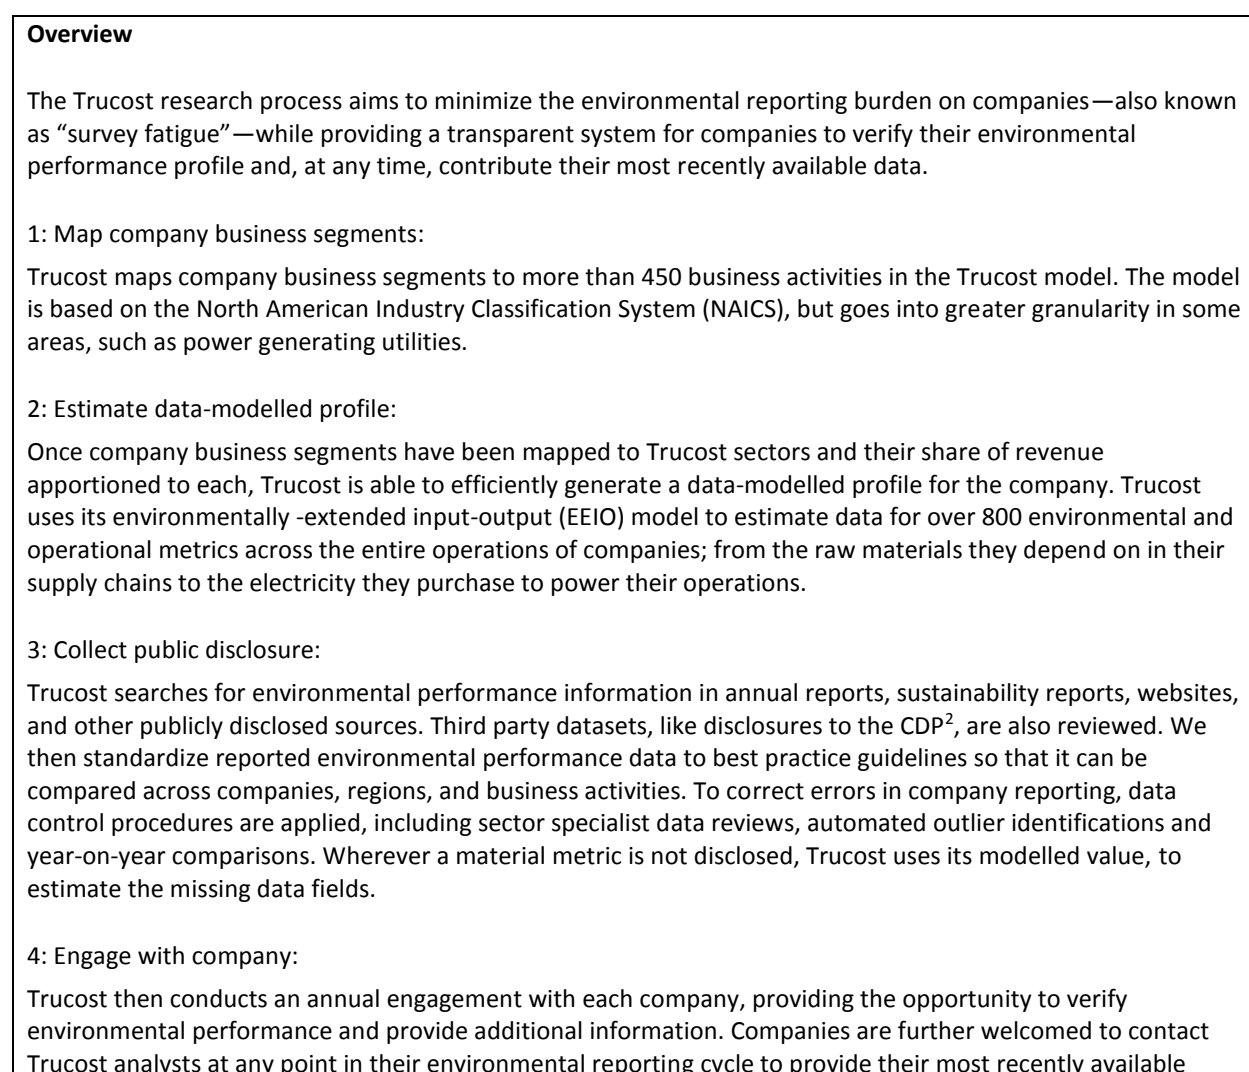 Overview
The Trucost research process aims to minimize the environmental reporting burden on companies—also known
as “survey fatigue”—while providing a transparent system for companies to verify their environmental
performance profile and, at any time, contribute their most recently available data.
1: Map company business segments:
Trucost maps company business segments to more than 450 business activities in the Trucost model. The model
is based on the North American Industry Classification System (NAICS), but goes into greater granularity in some
areas, such as power generating utilities.
2: Estimate data-modelled profile:
Once company business segments have been mapped to Trucost sectors and their share of revenue
apportioned to each, Trucost is able to efficiently generate a data-modelled profile for the company. Trucost
uses its environmentally -extended input-output (EEIO) model to estimate data for over 800 environmental and
operational metrics across the entire operations of companies; from the raw materials they depend on in their
supply chains to the electricity they purchase to power their operations.
3: Collect public disclosure:
Trucost searches for environmental performance information in annual reports, sustainability reports, websites,
and other publicly disclosed sources. Third party datasets, like disclosures to the CDP², are also reviewed. We
then standardize reported environmental performance data to best practice guidelines so that it can be
compared across companies, regions, and business activities. To correct errors in company reporting, data
control procedures are applied, including sector specialist data reviews, automated outlier identifications and
year-on-year comparisons. Wherever a material metric is not disclosed, Trucost uses its modelled value, to
estimate the missing data fields.
4: Engage with company:
Trucost then conducts an annual engagement with each company, providing the opportunity to verify
environmental performance and provide additional information. Companies are further welcomed to contact
Trucost analysts at any point in their environmental reporting cycle to provide their most recently available